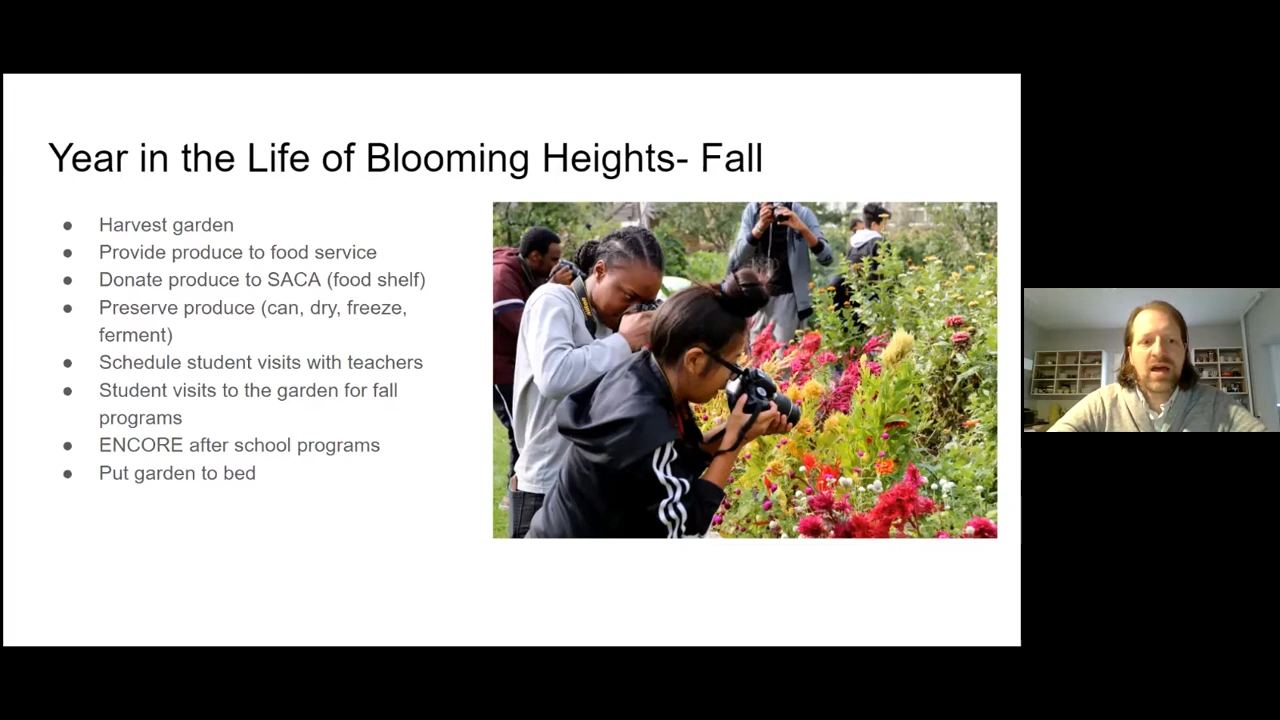 Year in the Life of Blooming Heights- Fall
● Harvest garden
● Provide produce to food service
● Donate produce to SACA (food shelf)
● Preserve produce (can, dry, freeze,
ferment)
● Schedule student visits with teachers
● Student visits to the garden for fall
programs
● ENCORE after school programs
● Put garden to bed